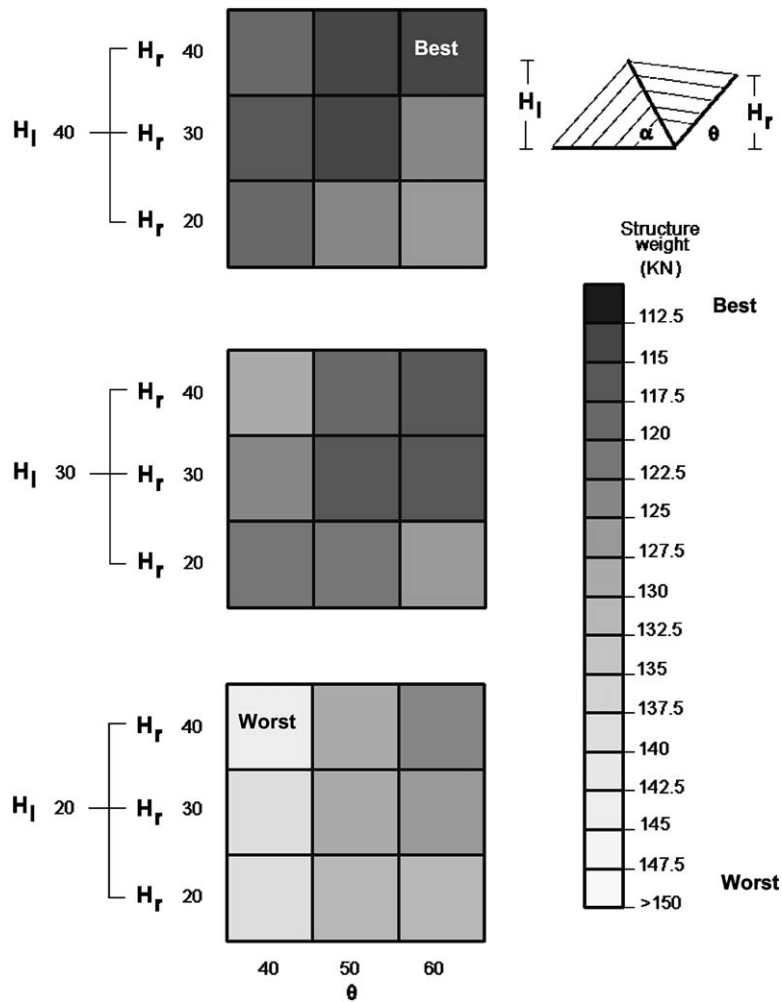 H_r 40
Best
H_l 40
H_r 30
H_r 20
H_l
α
θ
H_r
H_r 40
H_l 30
H_r 30
H_r 20
Worst
H_r 40
H_l 20
H_r 30
H_r 20
40 50 60
θ
Structure
weight
(KN)
Best
112.5
115
117.5
120
122.5
125
127.5
130
132.5
135
137.5
140
142.5
145
147.5
>150
Worst